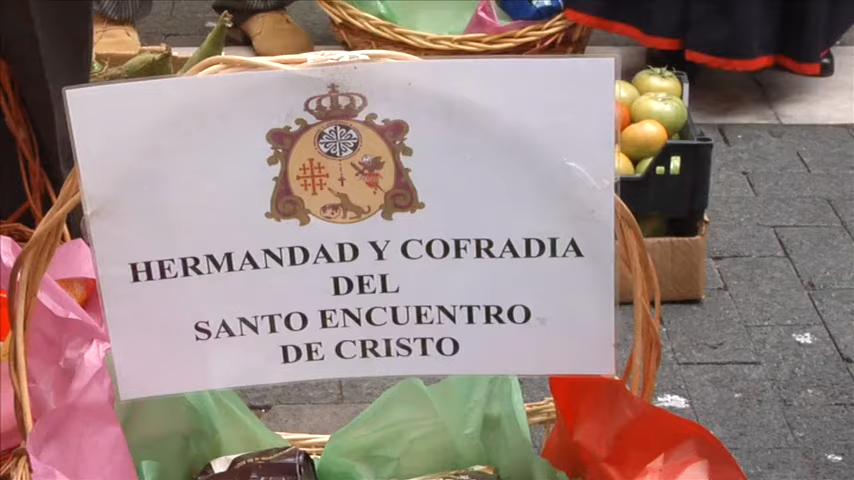 HERMANDAD Y COFRADIA
DEL
SANTO ENCUENTRO
DE CRISTO